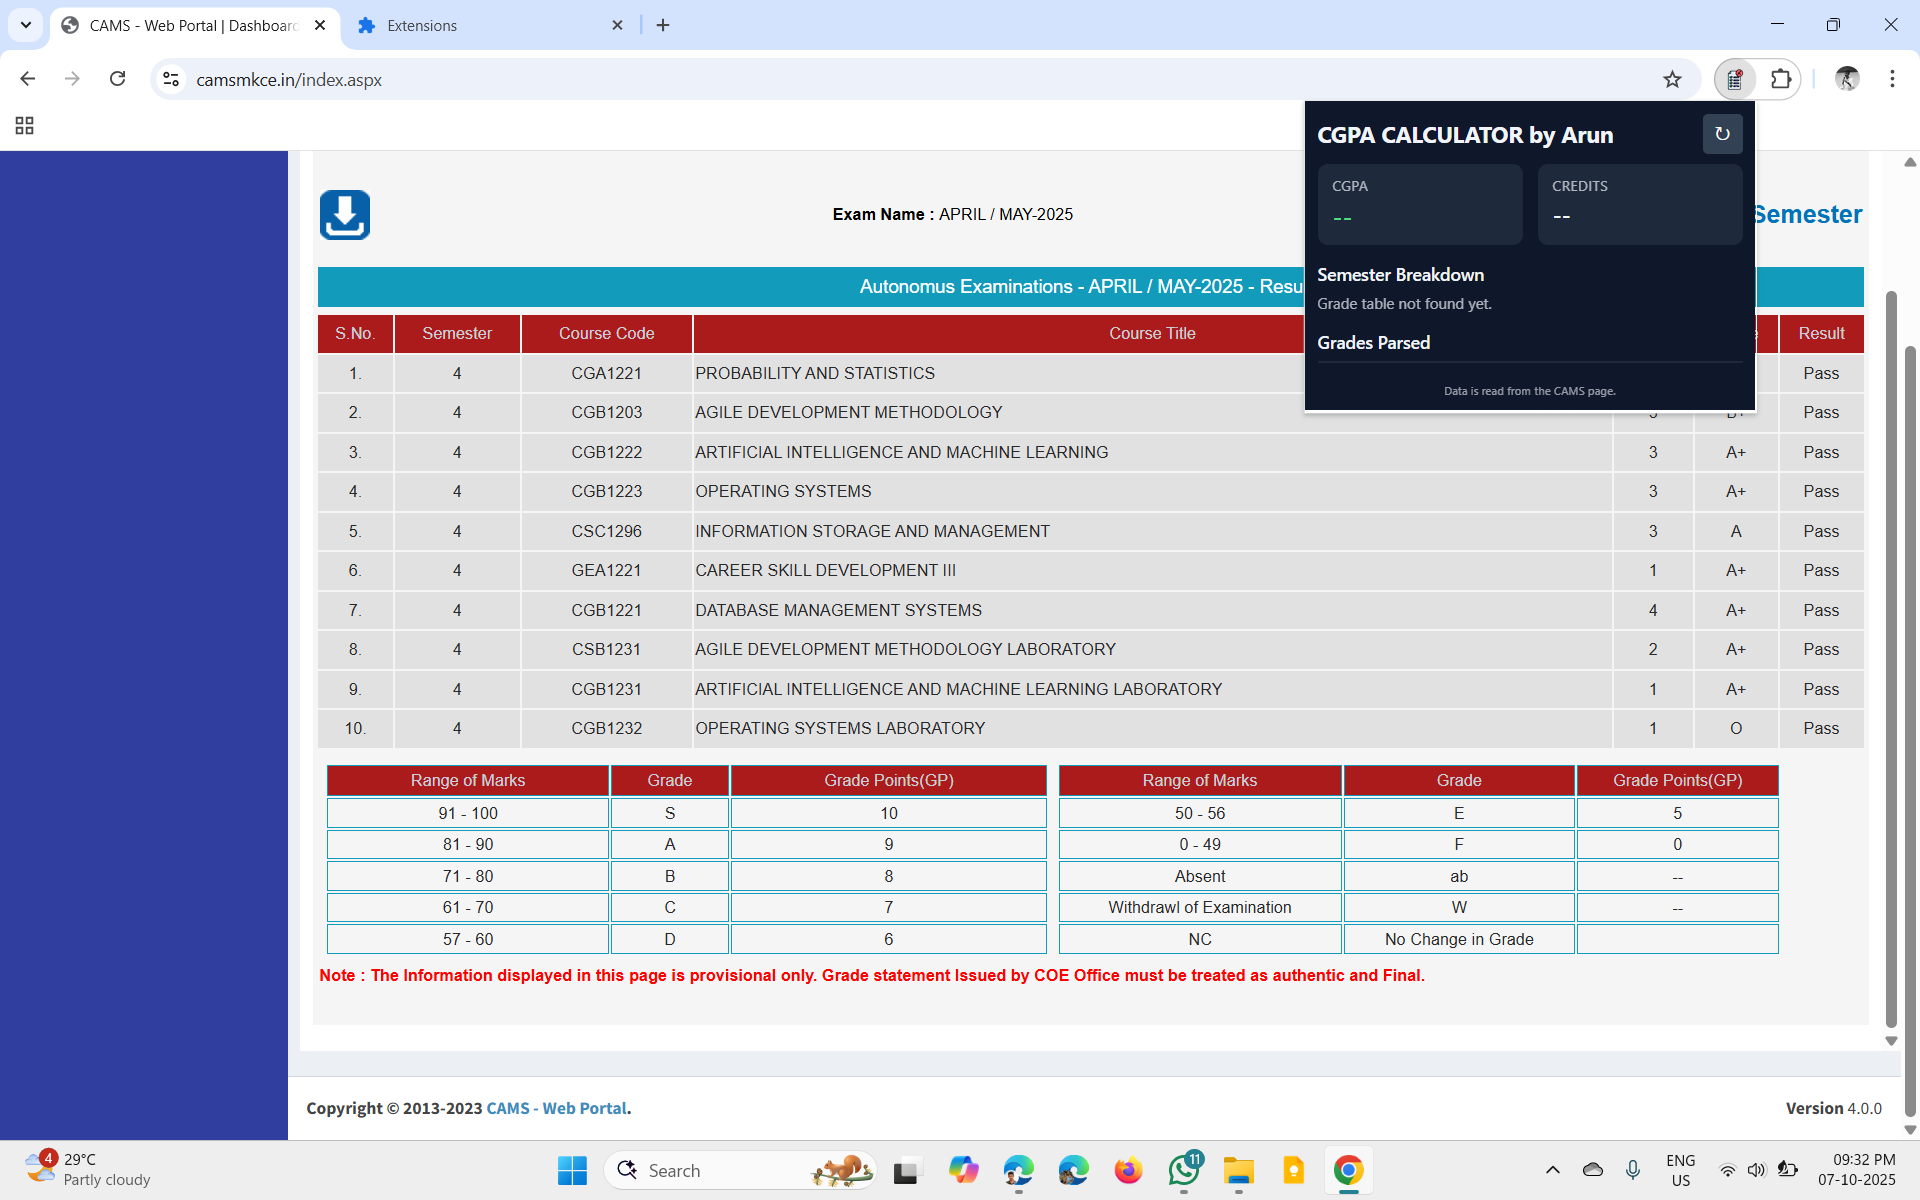 CAMS - Web Portal | Dashboard
Extensions
camsmkce.in/index.aspx
CGPA CALCULATOR by Arun
↻
CGPA
CREDITS
--
--
Semester Breakdown
Grade table not found yet.
Grades Parsed
Data is read from the CAMS page.
Exam Name : APRIL / MAY-2025
Semester
Autonomus Examinations - APRIL / MAY-2025 - Resu
S.No. Semester Course Code Course Title Result
1. 4 CGA1221 PROBABILITY AND STATISTICS Pass
2. 4 CGB1203 AGILE DEVELOPMENT METHODOLOGY 3 B+ Pass
3. 4 CGB1222 ARTIFICIAL INTELLIGENCE AND MACHINE LEARNING 3 A+ Pass
4. 4 CGB1223 OPERATING SYSTEMS 3 A+ Pass
5. 4 CSC1296 INFORMATION STORAGE AND MANAGEMENT 3 A Pass
6. 4 GEA1221 CAREER SKILL DEVELOPMENT III 1 A+ Pass
7. 4 CGB1221 DATABASE MANAGEMENT SYSTEMS 4 A+ Pass
8. 4 CSB1231 AGILE DEVELOPMENT METHODOLOGY LABORATORY 2 A+ Pass
9. 4 CGB1231 ARTIFICIAL INTELLIGENCE AND MACHINE LEARNING LABORATORY 1 A+ Pass
10. 4 CGB1232 OPERATING SYSTEMS LABORATORY 1 O Pass
Range of Marks Grade Grade Points(GP) Range of Marks Grade Grade Points(GP)
91 - 100 S 10 50 - 56 E 5
81 - 90 A 9 0 - 49 F 0
71 - 80 B 8 Absent ab --
61 - 70 C 7 Withdrawl of Examination W --
57 - 60 D 6 NC No Change in Grade
Note : The Information displayed in this page is provisional only. Grade statement Issued by COE Office must be treated as authentic and Final.
Copyright © 2013-2023 CAMS - Web Portal.
Version 4.0.0
4
29°C
Partly cloudy
Search
11
ENG
US
09:32 PM
07-10-2025